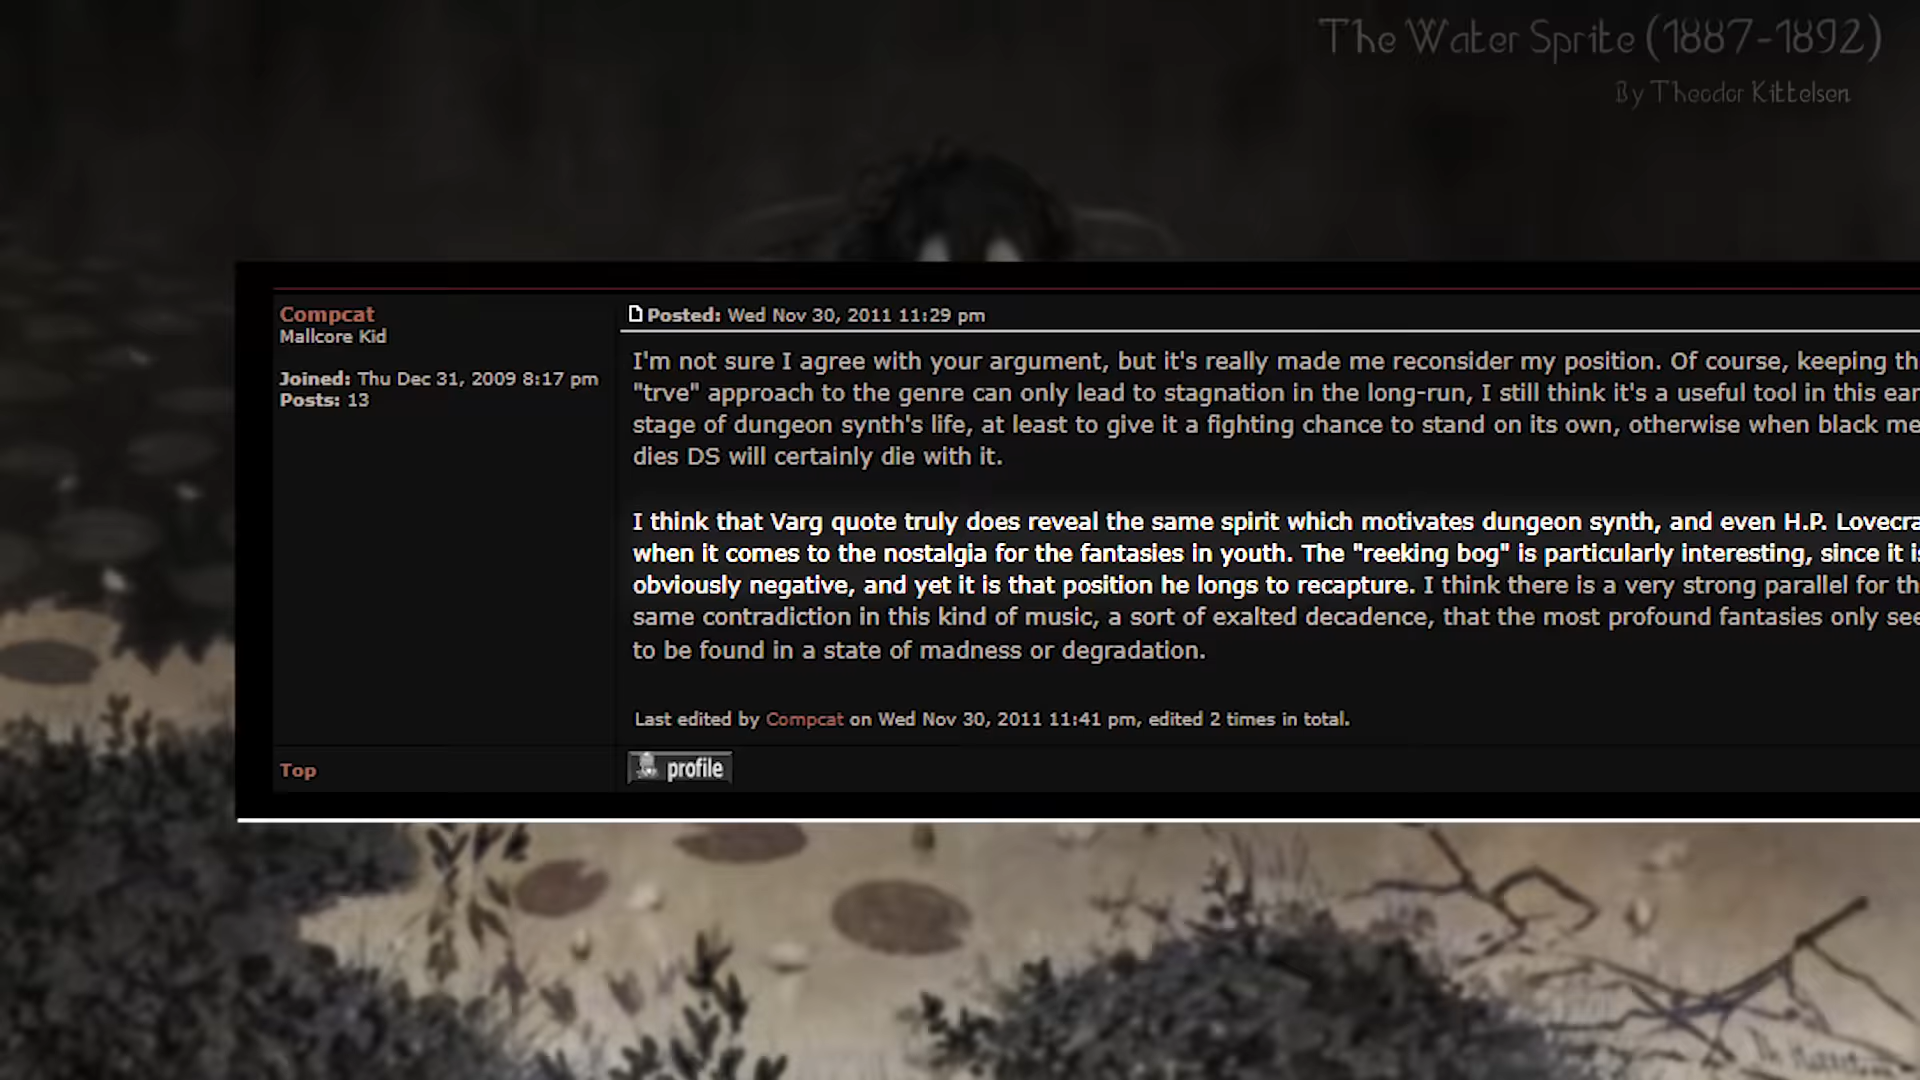 The Water Sprite (1887-1892)
By Theodor Kittelsen
Compcat
Mallcore Kid
Joined: Thu Dec 31, 2009 8:17 pm
Posts: 13
Posted: Wed Nov 30, 2011 11:29 pm
I'm not sure I agree with your argument, but it's really made me reconsider my position. Of course, keeping th
"trve" approach to the genre can only lead to stagnation in the long-run, I still think it's a useful tool in this ear
stage of dungeon synth's life, at least to give it a fighting chance to stand on its own, otherwise when black me
dies DS will certainly die with it.
I think that Varg quote truly does reveal the same spirit which motivates dungeon synth, and even H.P. Lovecra
when it comes to the nostalgia for the fantasies in youth. The "reeking bog" is particularly interesting, since it is
obviously negative, and yet it is that position he longs to recapture. I think there is a very strong parallel for th
same contradiction in this kind of music, a sort of exalted decadence, that the most profound fantasies only see
to be found in a state of madness or degradation.
Last edited by Compcat on Wed Nov 30, 2011 11:41 pm, edited 2 times in total.
Top
profile